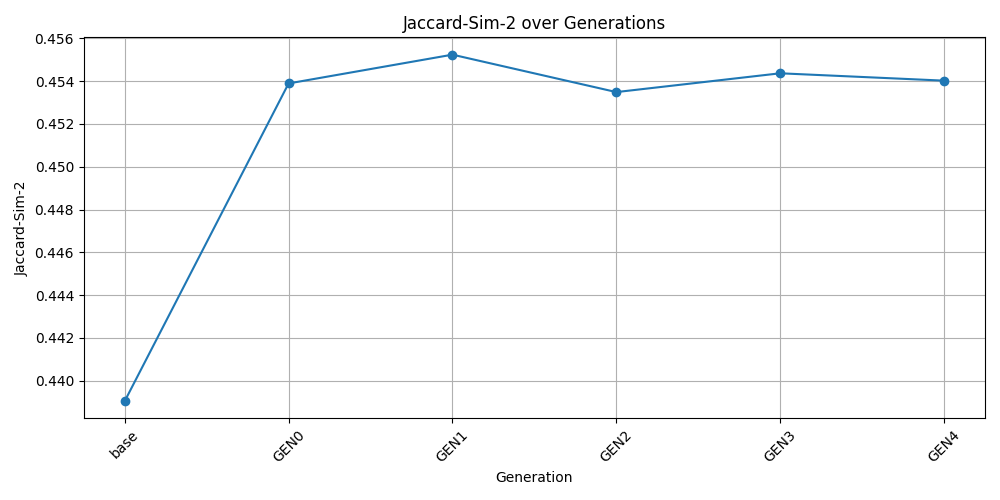 Jaccard-Sim-2 over Generations
0.456
0.454
0.452
0.450
0.448
0.446
0.444
0.442
0.440
Jaccard-Sim-2
base
GEN0
GEN1
GEN2
GEN3
GEN4
Generation